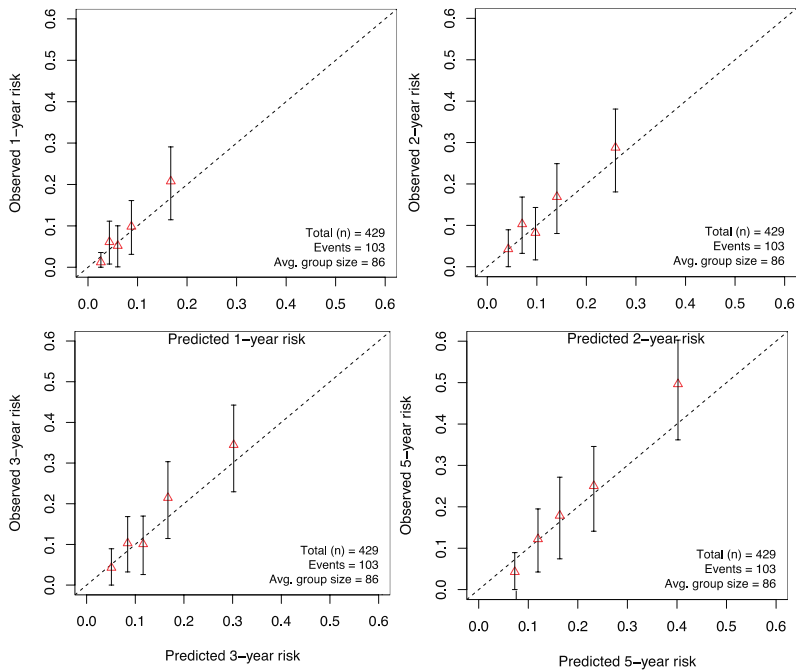 0.0 0.1 0.2 0.3 0.4 0.5 0.6
Observed 1−year risk
Total (n) = 429
Events = 103
Avg. group size = 86
0.0 0.1 0.2 0.3 0.4 0.5 0.6
Predicted 1−year risk
0.0 0.1 0.2 0.3 0.4 0.5 0.6
Observed 2−year risk
Total (n) = 429
Events = 103
Avg. group size = 86
0.0 0.1 0.2 0.3 0.4 0.5 0.6
Predicted 2−year risk
0.0 0.1 0.2 0.3 0.4 0.5 0.6
Observed 3−year risk
Total (n) = 429
Events = 103
Avg. group size = 86
0.0 0.1 0.2 0.3 0.4 0.5 0.6
Predicted 3−year risk
0.0 0.1 0.2 0.3 0.4 0.5 0.6
Observed 5−year risk
Total (n) = 429
Events = 103
Avg. group size = 86
0.0 0.1 0.2 0.3 0.4 0.5 0.6
Predicted 5−year risk